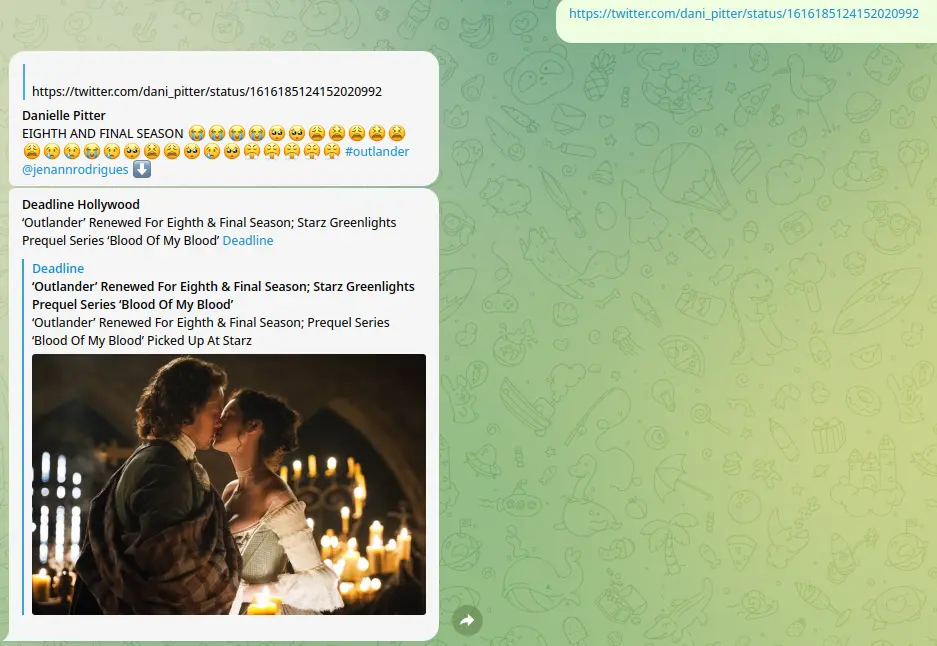 https://twitter.com/dani_pitter/status/1616185124152020992
https://twitter.com/dani_pitter/status/1616185124152020992
Danielle Pitter
EIGHTH AND FINAL SEASON 😭😭😭😭🥺🥺😩😫😩😫😫
😩😢😢😭😢🥺😫😩🥺😢🥺😤😤😤😤😤 #outlander
@jenannrodrigues ⬇️
Deadline Hollywood
‘Outlander’ Renewed For Eighth & Final Season; Starz Greenlights
Prequel Series ‘Blood Of My Blood’ Deadline
Deadline
‘Outlander’ Renewed For Eighth & Final Season; Starz Greenlights
Prequel Series ‘Blood Of My Blood’
‘Outlander’ Renewed For Eighth & Final Season; Prequel Series
‘Blood Of My Blood’ Picked Up At Starz